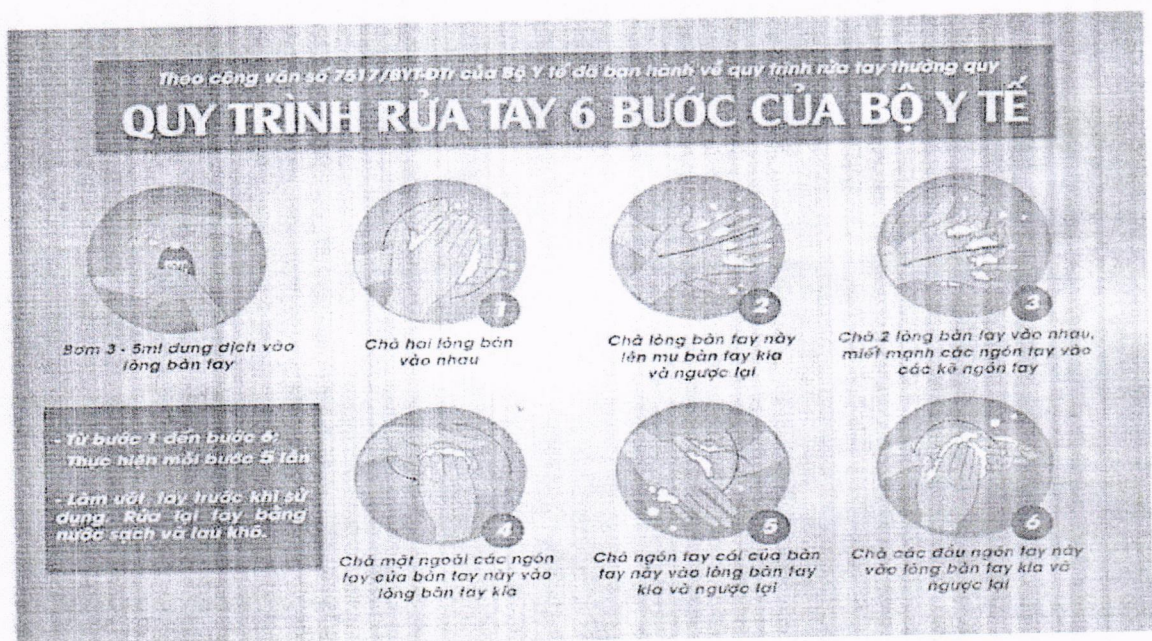 Theo công văn số 7517/BYT-ĐTr của Bộ Y tế đã ban hành về quy trình rửa tay thường quy
QUY TRÌNH RỬA TAY 6 BƯỚC CỦA BỘ Y TẾ
Bơm 3 - 5ml dung dịch vào
lòng bàn tay
1
Chà hai lòng bàn
vào nhau
2
Chà lòng bàn tay này
lên mu bàn tay kia
và ngược lại
3
Chà 2 lòng bàn tay vào nhau,
miết mạnh các ngón tay vào
các kẽ ngón tay
- Từ bước 1 đến bước 6:
Thực hiện mỗi bước 5 lần
- Làm ướt tay trước khi sử
dụng. Rửa lại tay bằng
nước sạch và lau khô.
4
Chà mặt ngoài các ngón
tay của bàn tay này vào
lòng bàn tay kia
5
Chà ngón tay cái của bàn
tay này vào lòng bàn tay
kia và ngược lại
6
Chà các đầu ngón tay này
vào lòng bàn tay kia và
ngược lại